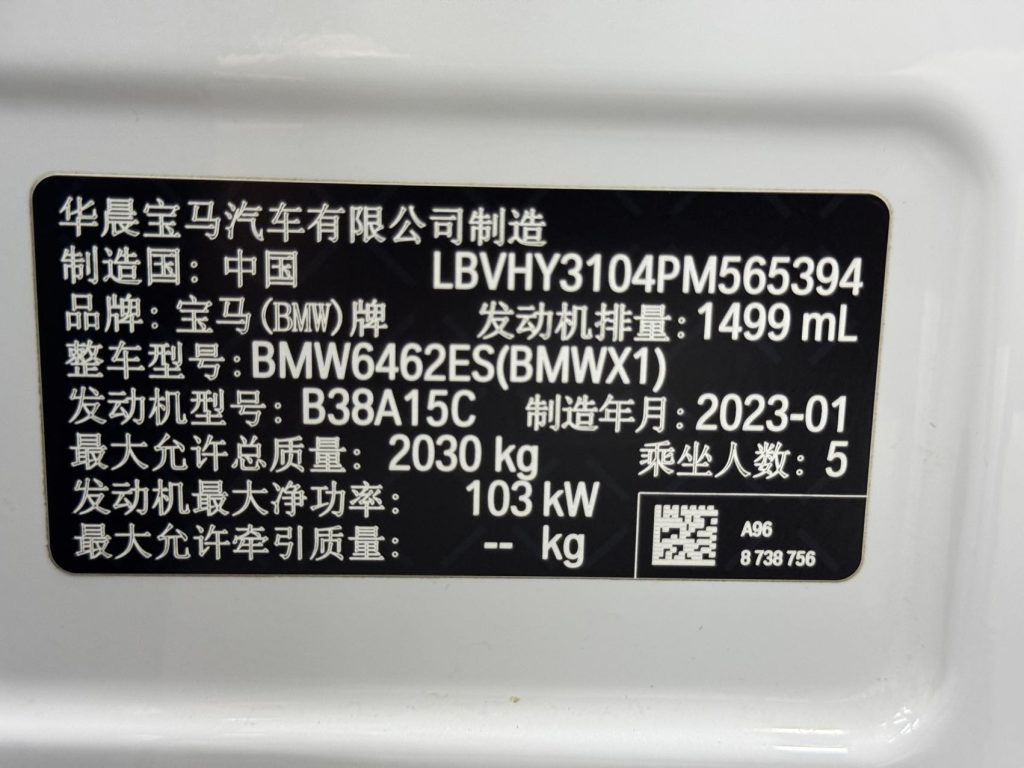 华晨宝马汽车有限公司制造
制造国：中国 LBVHY3104PM565394
品牌：宝马(BMW)牌 发动机排量：1499 mL
整车型号：BMW6462ES(BMWX1)
发动机型号：B38A15C 制造年月：2023-01
最大允许总质量：2030 kg 乘坐人数：5
发动机最大净功率：103 kW
最大允许牵引质量：-- kg
A96
8 738 756